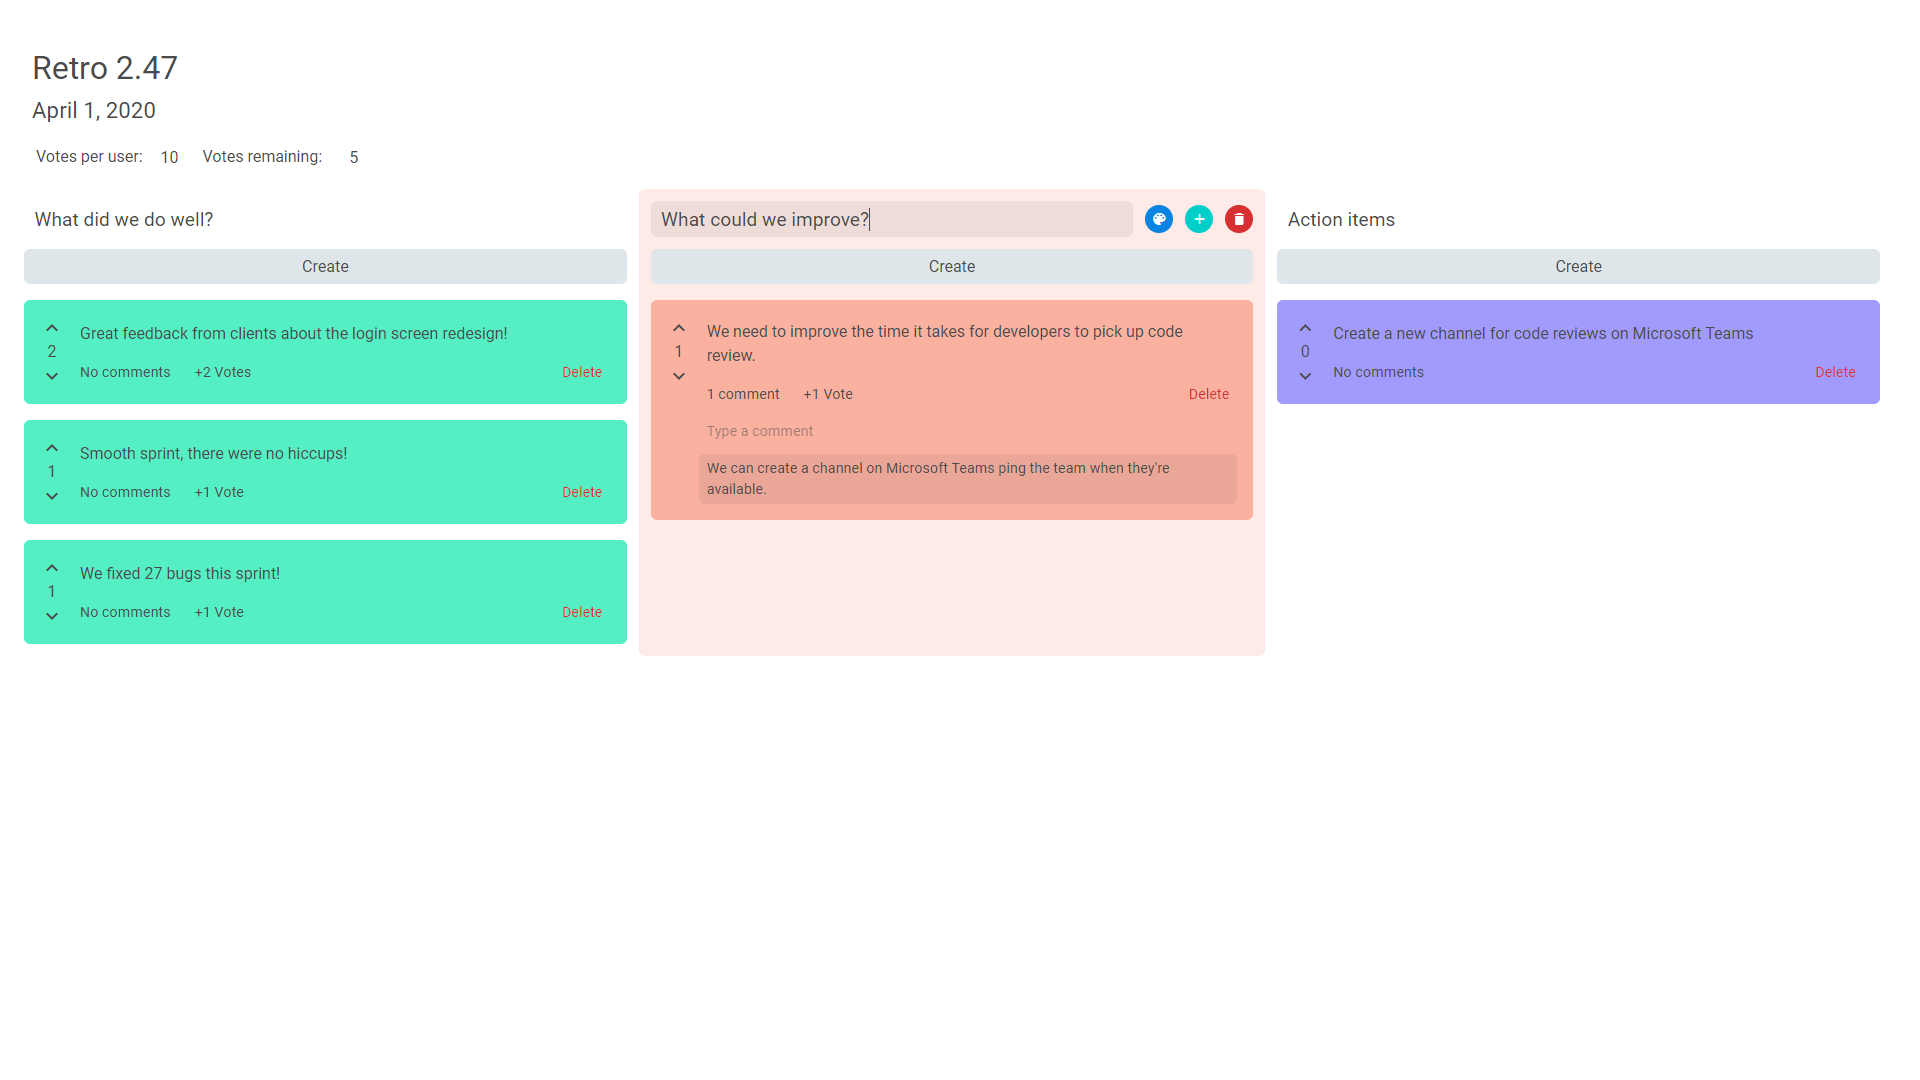 Retro 2.47
April 1, 2020
Votes per user: 10 Votes remaining: 5
What did we do well?
Create
2
Great feedback from clients about the login screen redesign!
No comments +2 Votes Delete
1
Smooth sprint, there were no hiccups!
No comments +1 Vote Delete
1
We fixed 27 bugs this sprint!
No comments +1 Vote Delete
What could we improve?
Create
1
We need to improve the time it takes for developers to pick up code
review.
1 comment +1 Vote Delete
Type a comment
We can create a channel on Microsoft Teams ping the team when they're
available.
Action items
Create
0
Create a new channel for code reviews on Microsoft Teams
No comments Delete